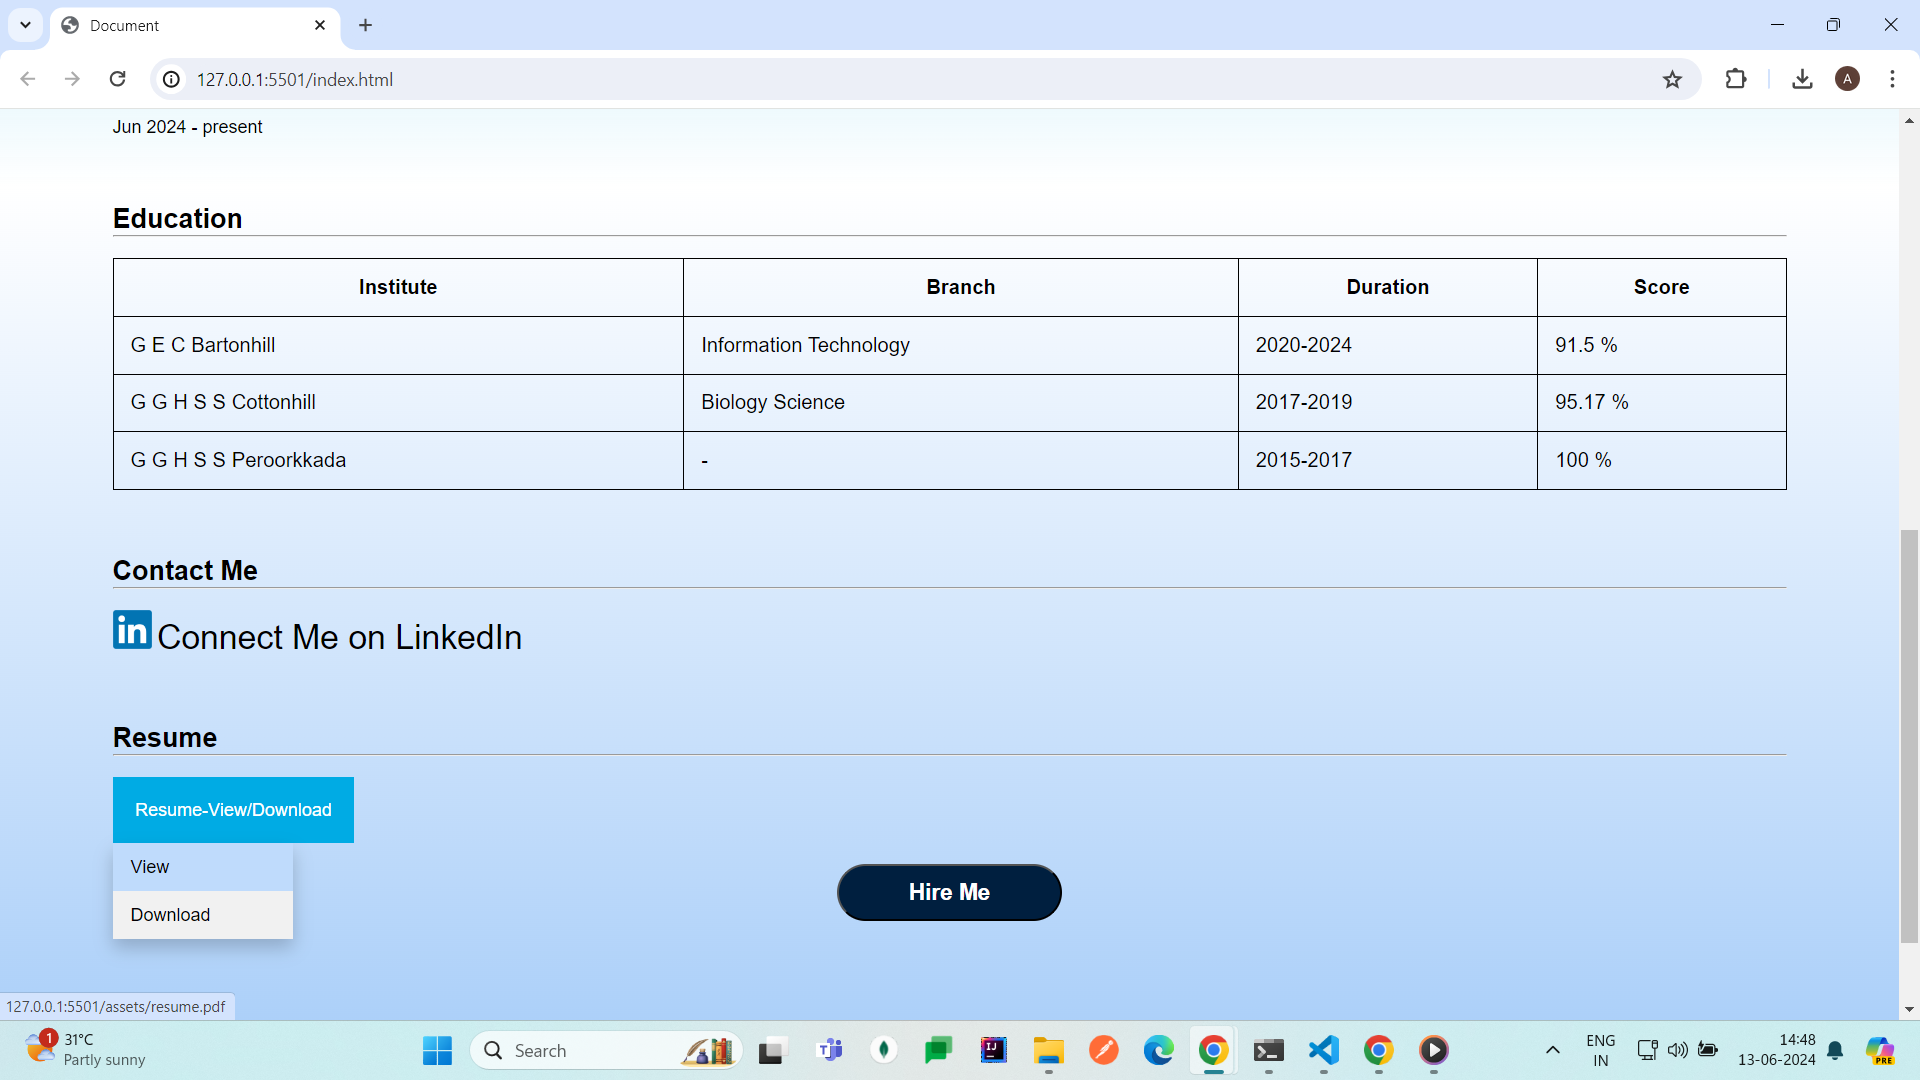 Document
127.0.0.1:5501/index.html
A
Jun 2024 - present
Education
Institute Branch Duration Score
G E C Bartonhill Information Technology 2020-2024 91.5 %
G G H S S Cottonhill Biology Science 2017-2019 95.17 %
G G H S S Peroorkkada - 2015-2017 100 %
Contact Me
in Connect Me on LinkedIn
Resume
Resume-View/Download
View
Download
Hire Me
127.0.0.1:5501/assets/resume.pdf
1
31°C
Partly sunny
Search
IJ
ENG
IN
14:48
13-06-2024
PRE